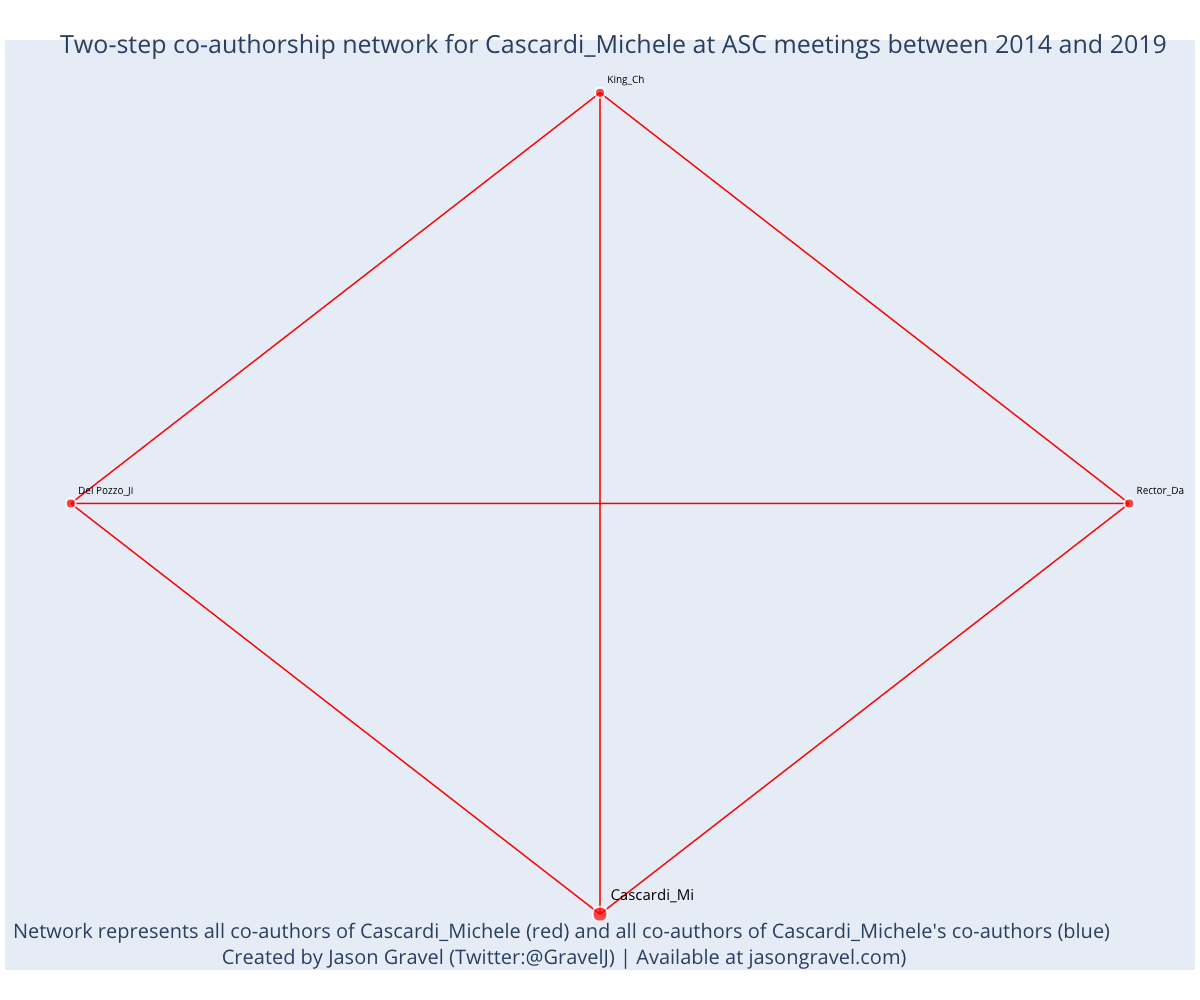 Two-step co-authorship network for Cascardi_Michele at ASC meetings between 2014 and 2019
King_Ch
Del Pozzo_Ji
Rector_Da
Cascardi_Mi
Network represents all co-authors of Cascardi_Michele (red) and all co-authors of Cascardi_Michele's co-authors (blue)
Created by Jason Gravel (Twitter:@GravelJ) | Available at jasongravel.com)